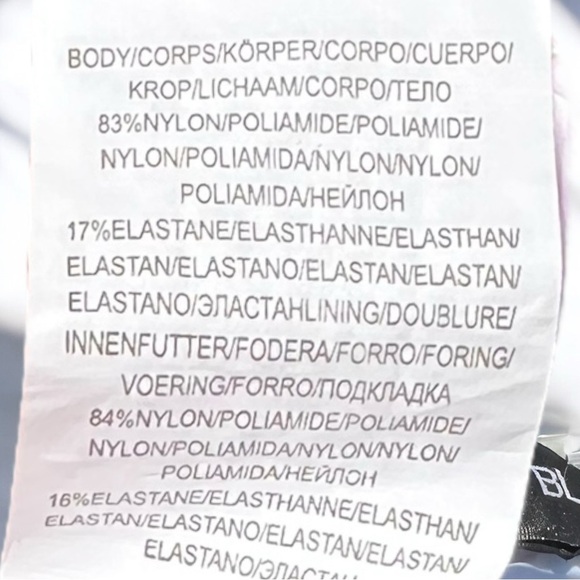 BODY/CORPS/KÖRPER/CORPO/CUERPO/
KROP/LICHAAM/CORPO/ТЕЛО
83%NYLON/POLIAMIDE/POLIAMIDE/
NYLON/POLIAMIDA/NYLON/NYLON/
POLIAMIDA/НЕЙЛОН
17%ELASTANE/ELASTHANNE/ELASTHAN/
ELASTAN/ELASTANO/ELASTAN/ELASTAN/
ELASTANO/ЭЛАСТАНLINING/DOUBLURE/
INNENFUTTER/FODERA/FORRO/FORING/
VOERING/FORRO/ПОДКЛАДКА
84%NYLON/POLIAMIDE/POLIAMIDE/
NYLON/POLIAMIDA/NYLON/NYLON/
POLIAMIDA/НЕЙЛОН
16%ELASTANE/ELASTHANNE/ELASTHAN/
ELASTAN/ELASTANO/ELASTAN/ELASTAN/
ELASTANO/ЭЛАСТАН